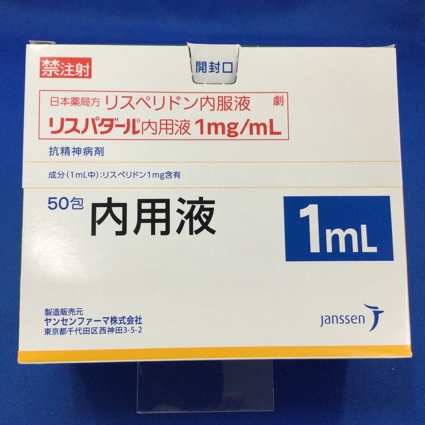 禁注射
開封口
日本薬局方 リスペリドン内服液 劇
リスパダール®内用液1mg/mL
抗精神病剤
成分(1mL中):リスペリドン1mg含有
50包 内用液 1mL
製造販売元
ヤンセンファーマ株式会社
東京都千代田区西神田3-5-2
janssen